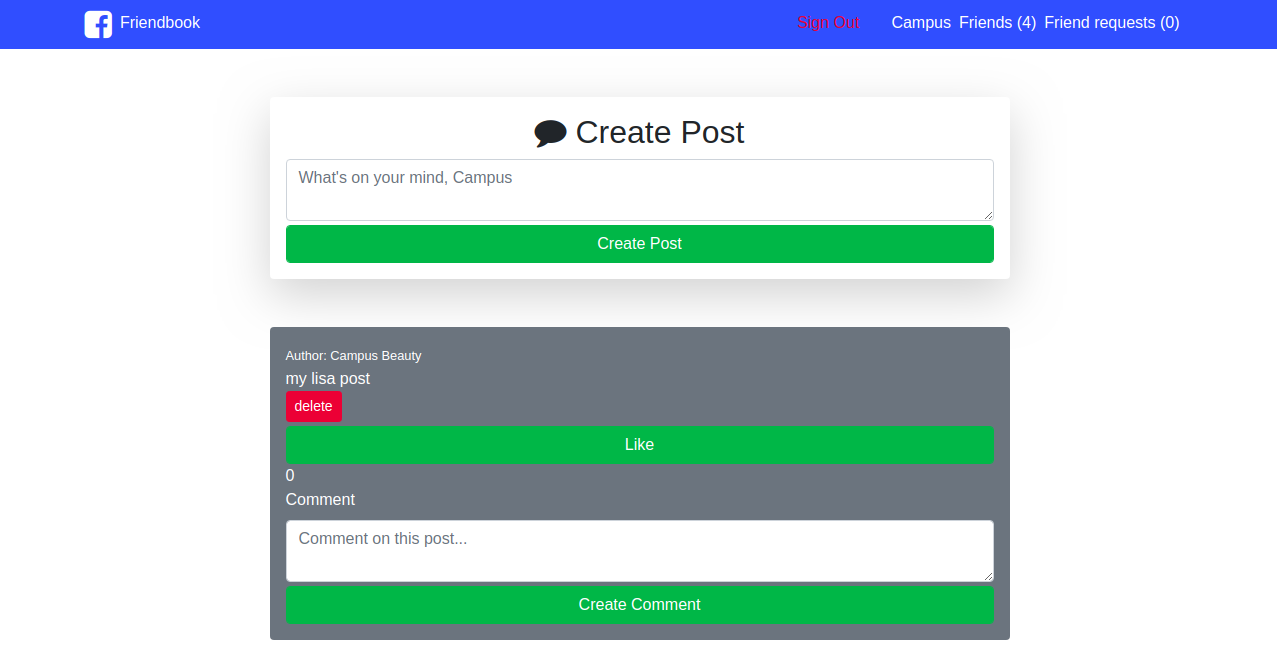 Friendbook Sign Out Campus Friends (4) Friend requests (0)
Create Post
What's on your mind, Campus
Create Post
Author: Campus Beauty
my lisa post
delete
Like
0
Comment
Comment on this post...
Create Comment